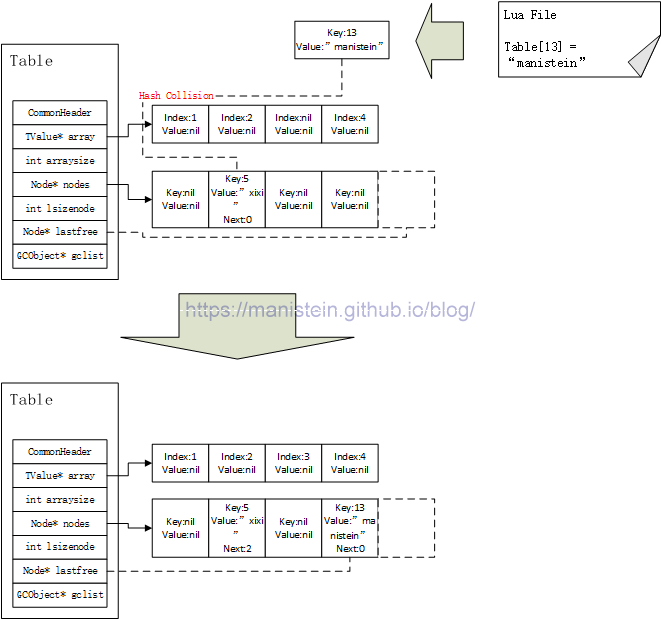 Key:13
Value:”manistein”
Lua File
Table[13] =
“manistein”
Table
Hash Collision
CommonHeader
TValue* array
int arraysize
Node* nodes
int lsizenode
Node* lastfree
GCObject* gclist
Index:1
Value:nil
Index:2
Value:nil
Index:nil
Value:nil
Index:4
Value:nil
Key:nil
Value:nil
Key:5
Value:”xixi
”
Next:0
Key:nil
Value:nil
Key:nil
Value:nil
https://manistein.github.io/blog/
Table
CommonHeader
TValue* array
int arraysize
Node* nodes
int lsizenode
Node* lastfree
GCObject* gclist
Index:1
Value:nil
Index:2
Value:nil
Index:3
Value:nil
Index:4
Value:nil
Key:nil
Value:nil
Key:5
Value:”xixi
”
Next:2
Key:nil
Value:nil
Key:13
Value:”ma
nistein”
Next:0